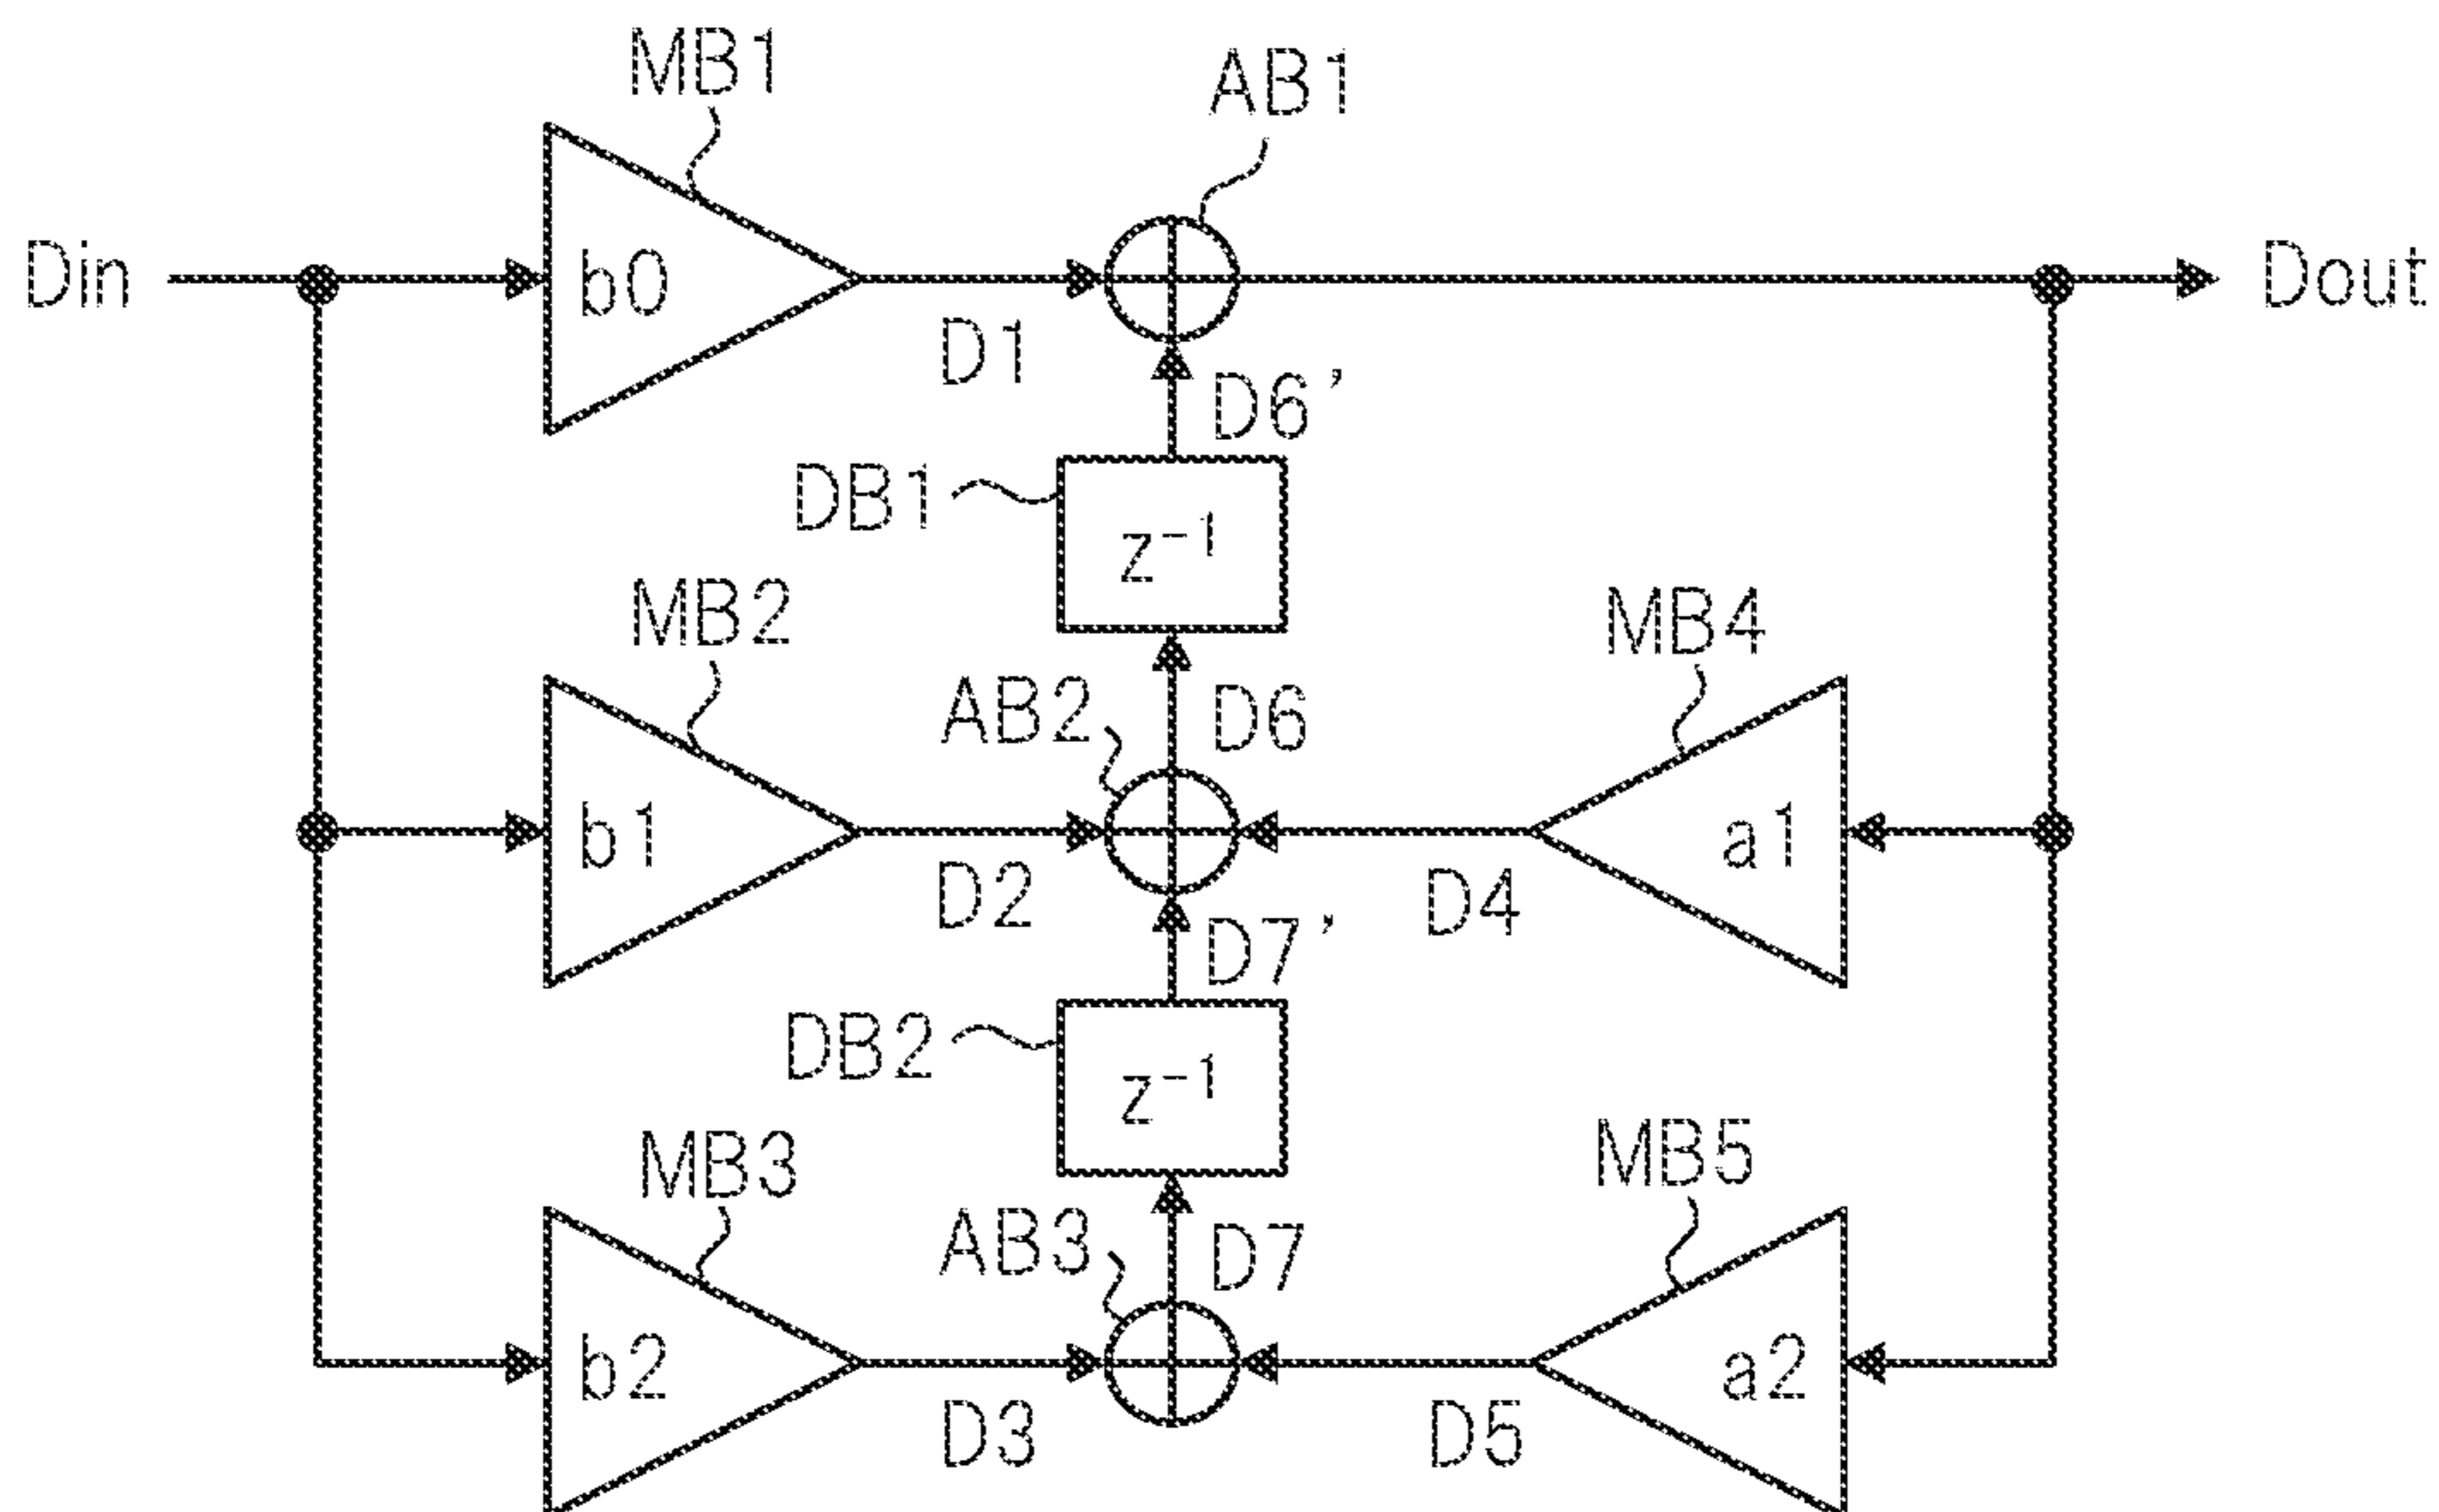 MB1
AB1
Din
b0
Dout
D1
D6’
DB1
z⁻¹
MB2
MB4
AB2
D6
b1
a1
D2
D4
D7’
DB2
z⁻¹
MB3
MB5
AB3
D7
b2
a2
D3
D5